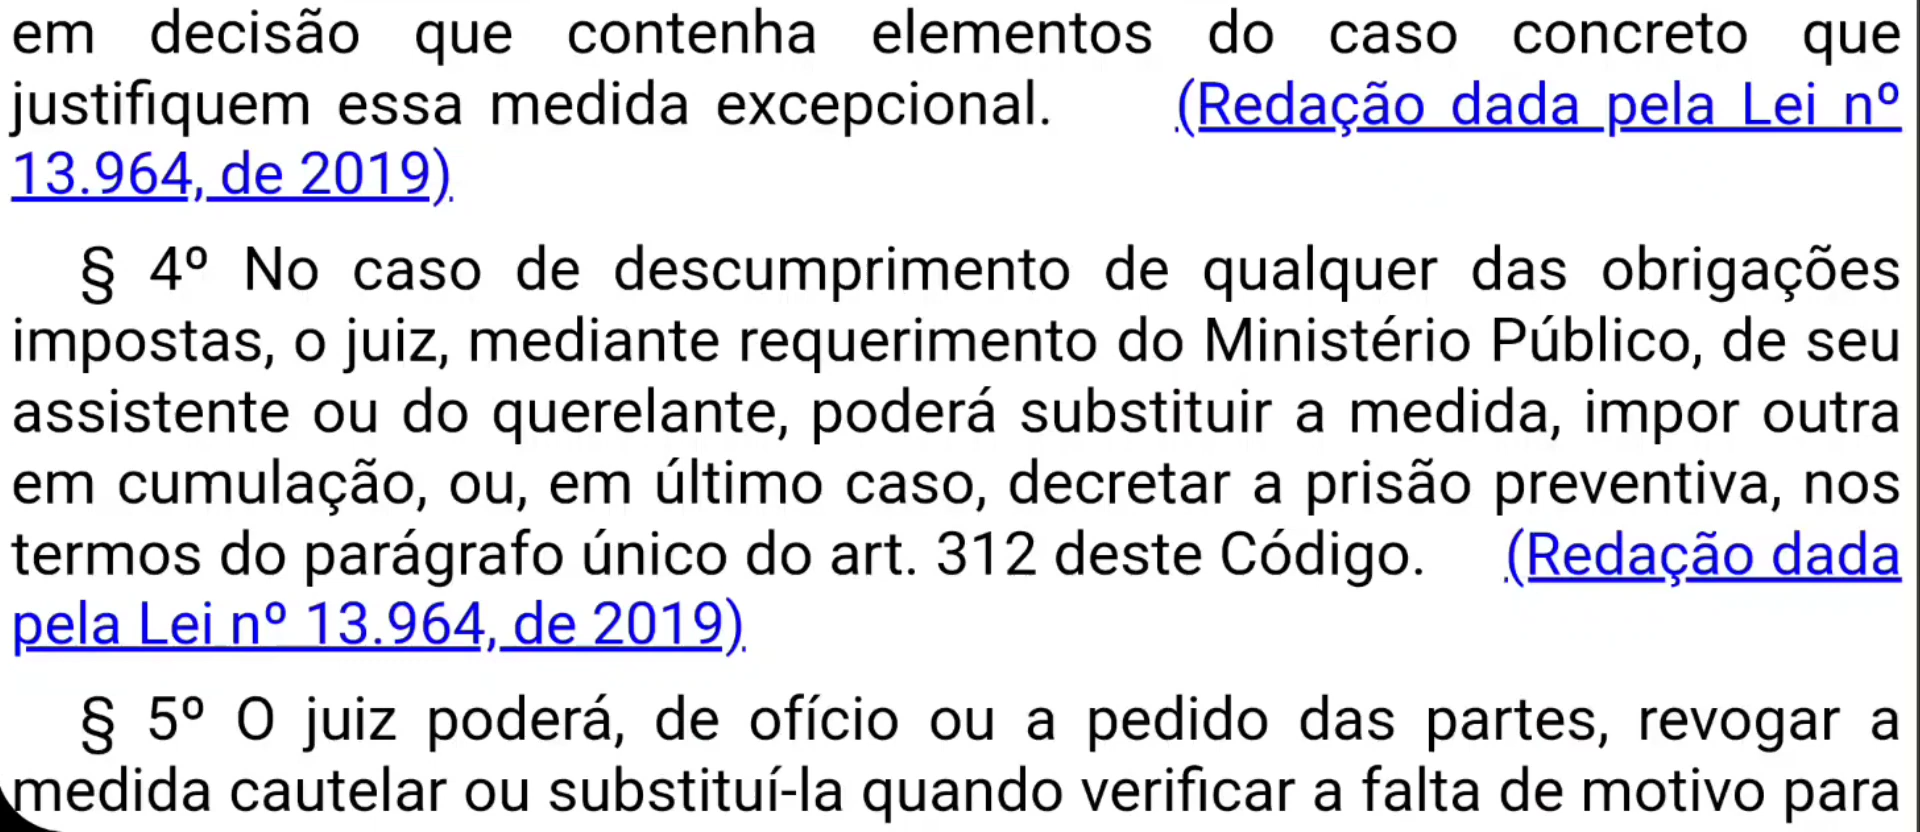 em decisão que contenha elementos do caso concreto que
justifiquem essa medida excepcional. (Redação dada pela Lei nº
13.964, de 2019)
§ 4º No caso de descumprimento de qualquer das obrigações
impostas, o juiz, mediante requerimento do Ministério Público, de seu
assistente ou do querelante, poderá substituir a medida, impor outra
em cumulação, ou, em último caso, decretar a prisão preventiva, nos
termos do parágrafo único do art. 312 deste Código. (Redação dada
pela Lei nº 13.964, de 2019)
§ 5º O juiz poderá, de ofício ou a pedido das partes, revogar a
medida cautelar ou substituí-la quando verificar a falta de motivo para